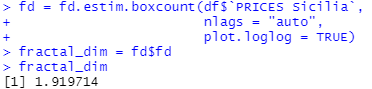 > fd = fd.estim.boxcount(df$`PRICES Sicilia`,
+                        nlags = "auto",
+                        plot.loglog = TRUE)
> fractal_dim = fd$fd
> fractal_dim
[1] 1.919714